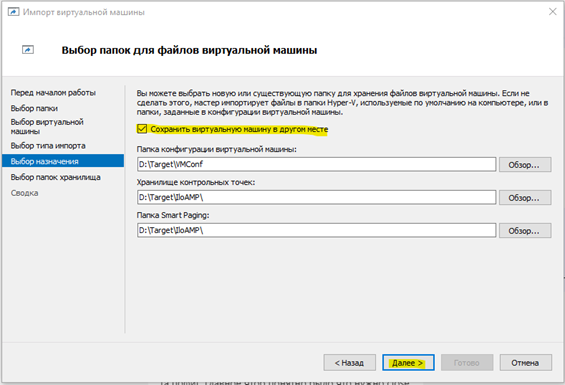 Импорт виртуальной машины
Выбор папок для файлов виртуальной машины
Перед началом работы
Выбор папки
Выбор виртуальной
машины
Выбор типа импорта
Выбор назначения
Выбор папок хранилища
Сводка
Вы можете выбрать новую или существующую папку для хранения файлов виртуальной машины. Если не
сделать этого, мастер импортирует файлы в папки Hyper-V, используемые по умолчанию на компьютере, или в
папки, заданные в конфигурации виртуальной машины.
Сохранить виртуальную машину в другом месте
Папка конфигурации виртуальной машины:
D:\Target\VMConf
Обзор...
Хранилище контрольных точек:
D:\Target\IloAMP\
Обзор...
Папка Smart Paging:
D:\Target\IloAMP\
Обзор...
< Назад
Далее >
Готово
Отмена